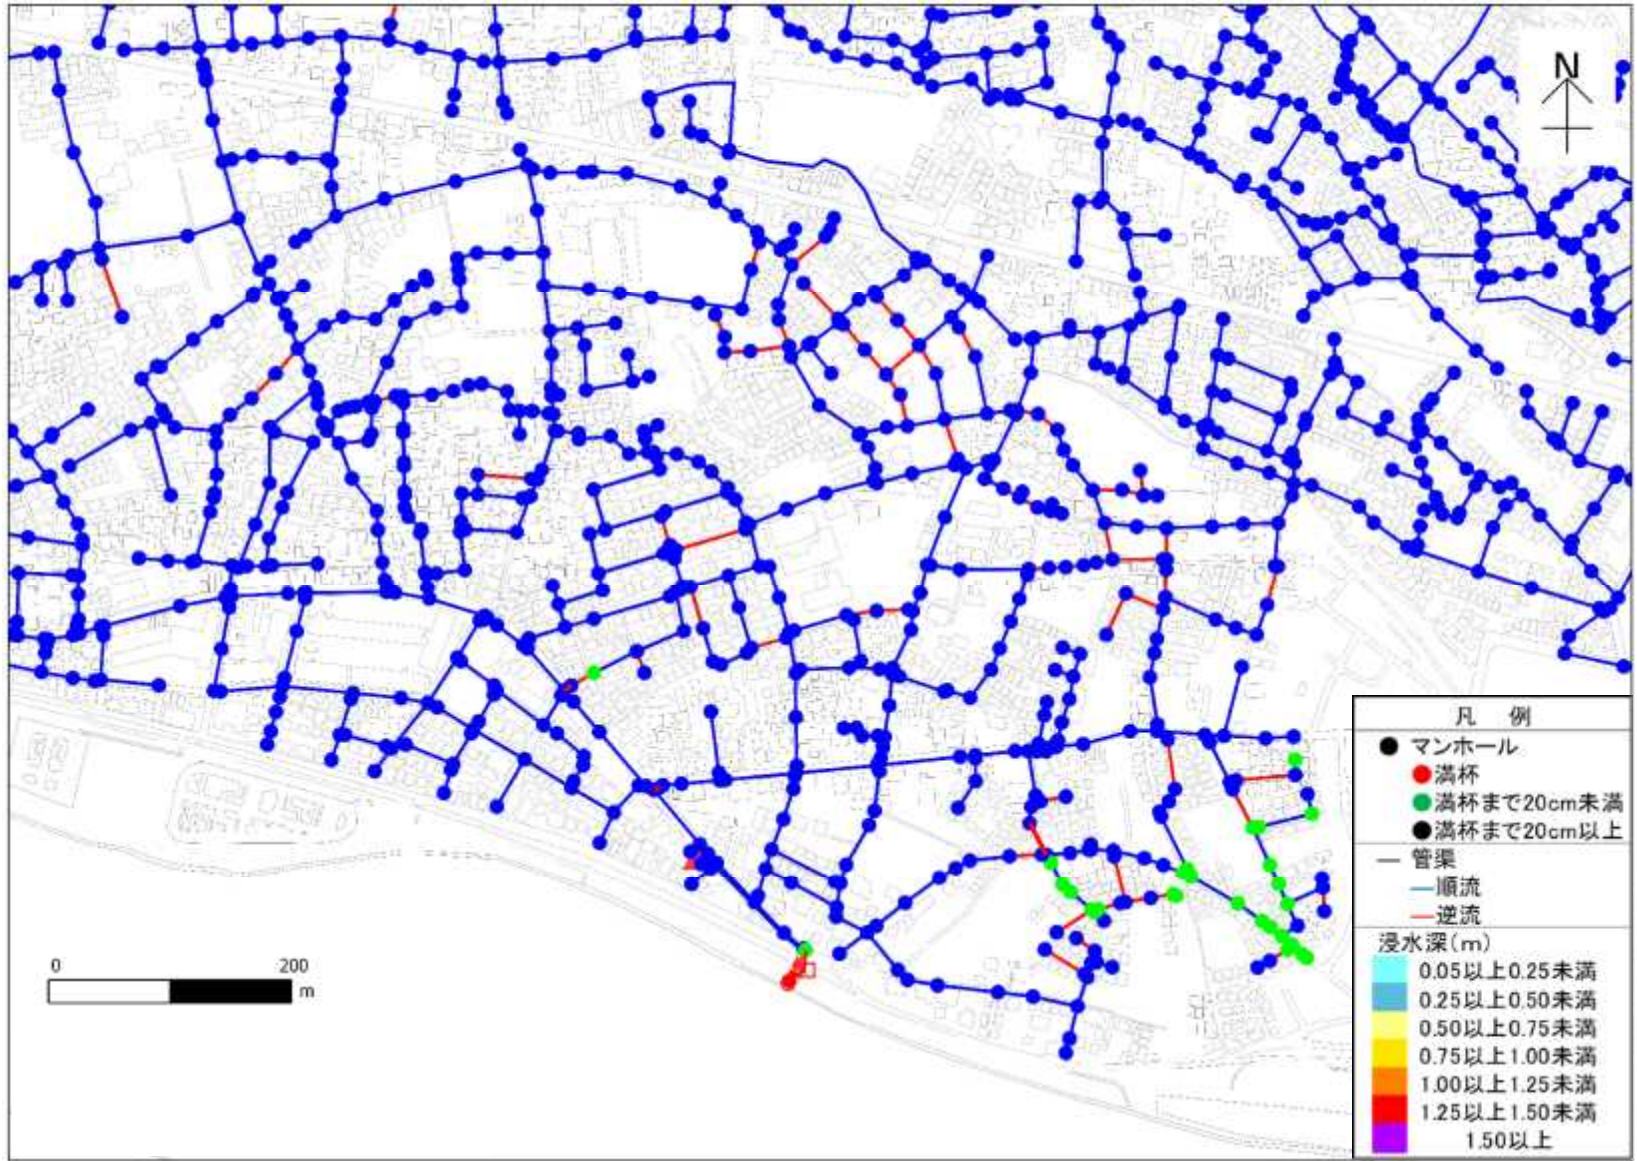 N
凡 例
マンホール
満杯
満杯まで20cm未満
満杯まで20cm以上
管渠
順流
逆流
浸水深(m)
0.05以上0.25未満
0.25以上0.50未満
0.50以上0.75未満
0.75以上1.00未満
1.00以上1.25未満
1.25以上1.50未満
1.50以上
0 200
m